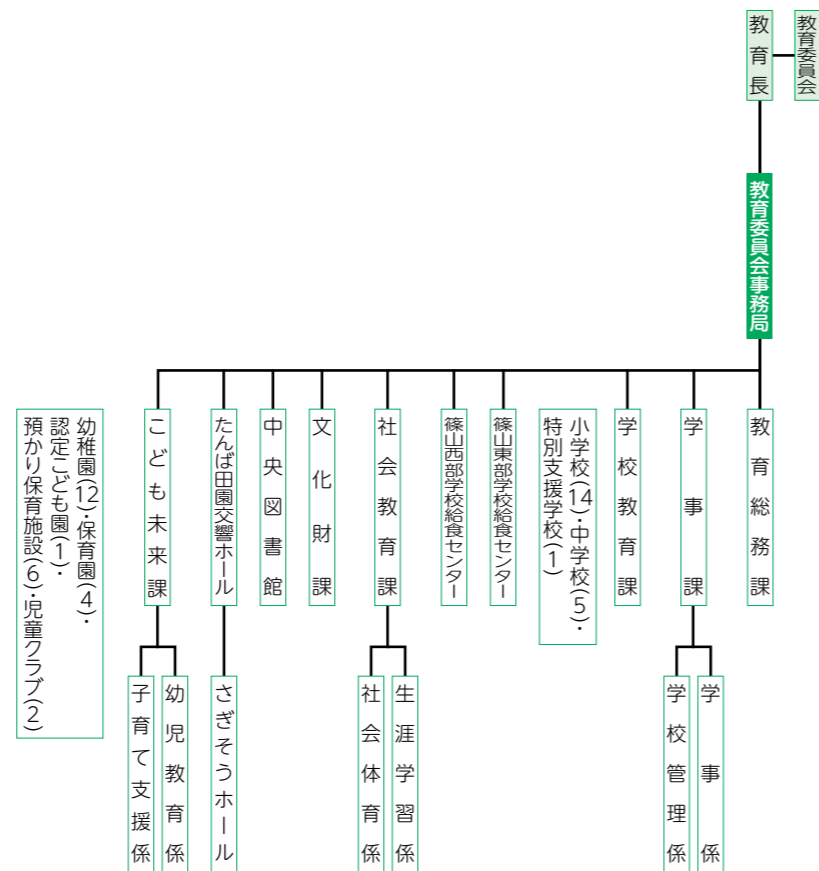 教育委員会
教育長
教育委員会事務局
教育総務課
学事課
学事係
学校管理係
学校教育課
小学校(14)・中学校(5)・
特別支援学校(1)
篠山東部学校給食センター
篠山西部学校給食センター
社会教育課
生涯学習係
社会体育係
文化財課
中央図書館
たんば田園交響ホール
さぎそうホール
こども未来課
幼児教育係
子育て支援係
幼稚園(12)・保育園(4)・
認定こども園(1)・
預かり保育施設(6)・児童クラブ(2)